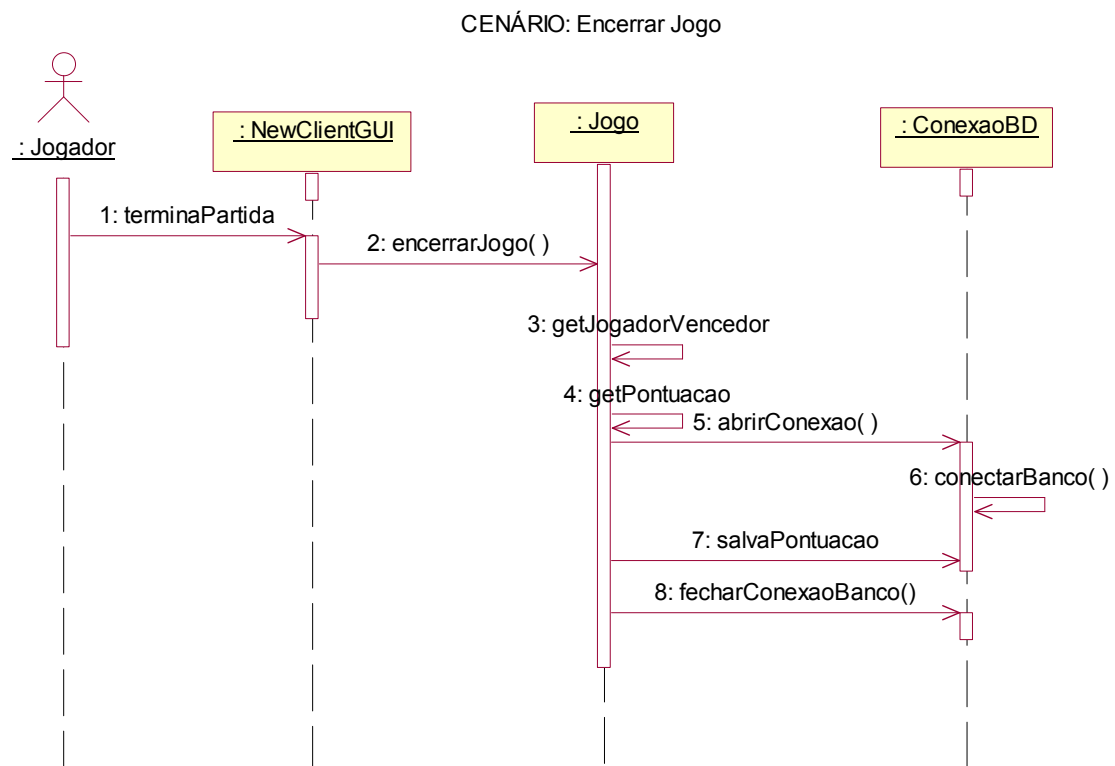 CENÁRIO: Encerrar Jogo
: Jogador
: NewClientGUI
: Jogo
: ConexaoBD
1: terminaPartida
2: encerrarJogo( )
3: getJogadorVencedor
4: getPontuacao
5: abrirConexao( )
6: conectarBanco( )
7: salvaPontuacao
8: fecharConexaoBanco()